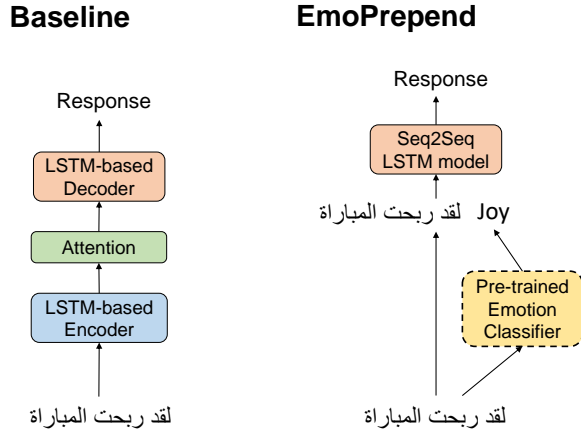 Baseline
Response
LSTM-based
Decoder
Attention
LSTM-based
Encoder
لقد ربحت المباراة
EmoPrepend
Response
Seq2Seq
LSTM model
لقد ربحت المباراة Joy
Pre-trained
Emotion
Classifier
لقد ربحت المباراة